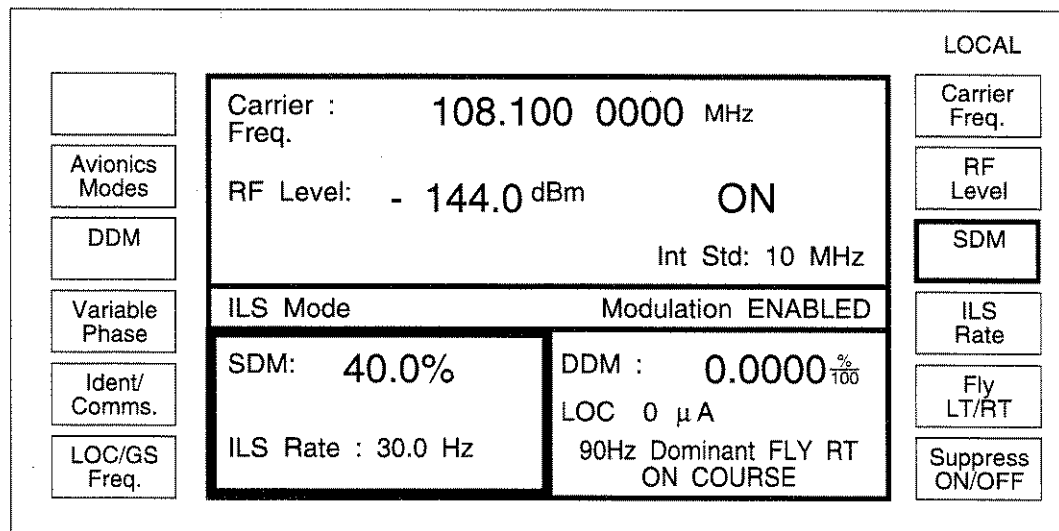 LOCAL
Avionics
Modes
DDM
Variable
Phase
Ident/
Comms.
LOC/GS
Freq.
Carrier :
Freq.
108.100 0000 MHz
RF Level: - 144.0 dBm ON
Int Std: 10 MHz
ILS Mode Modulation ENABLED
SDM: 40.0%
ILS Rate : 30.0 Hz
DDM : 0.0000 %/100
LOC 0 µA
90Hz Dominant FLY RT
ON COURSE
Carrier
Freq.
RF
Level
SDM
ILS
Rate
Fly
LT/RT
Suppress
ON/OFF